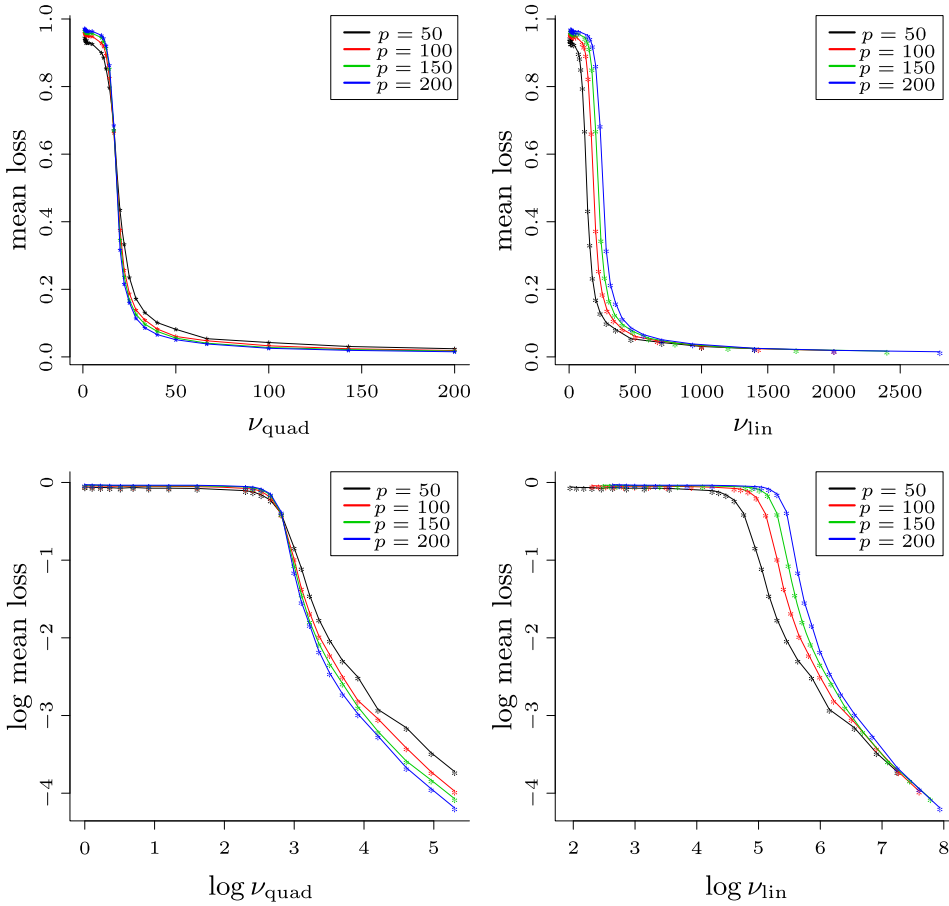 mean loss
1.0
0.8
0.6
0.4
0.2
0.0
p = 50
p = 100
p = 150
p = 200
0 50 100 150 200
ν_quad
mean loss
1.0
0.8
0.6
0.4
0.2
0.0
p = 50
p = 100
p = 150
p = 200
0 500 1000 1500 2000 2500
ν_lin
log mean loss
0
−1
−2
−3
−4
p = 50
p = 100
p = 150
p = 200
0 1 2 3 4 5
log ν_quad
log mean loss
0
−1
−2
−3
−4
p = 50
p = 100
p = 150
p = 200
2 3 4 5 6 7 8
log ν_lin